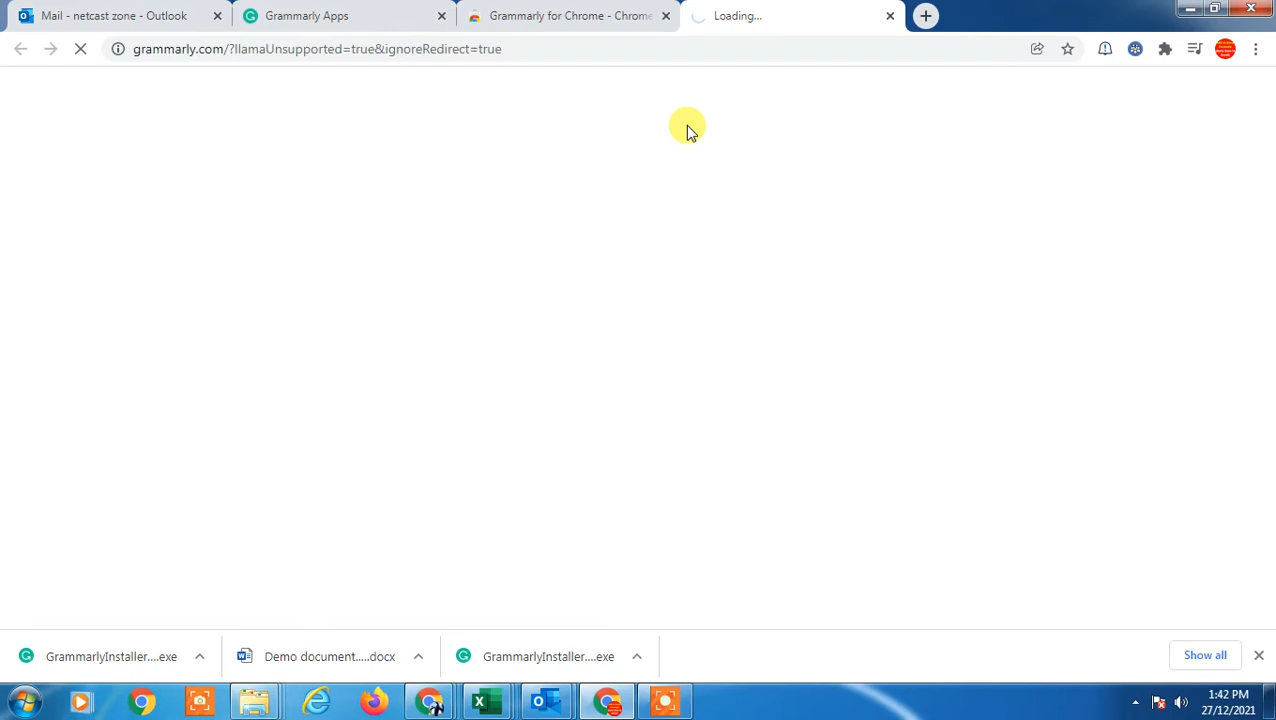 Mail - netcast zone - Outlook
Grammarly Apps
Grammarly for Chrome - Chrome
Loading...
grammarly.com/?llamaUnsupported=true&ignoreRedirect=true
GrammarlyInstaller....exe
Demo document.....docx
GrammarlyInstaller....exe
Show all
1:42 PM
27/12/2021